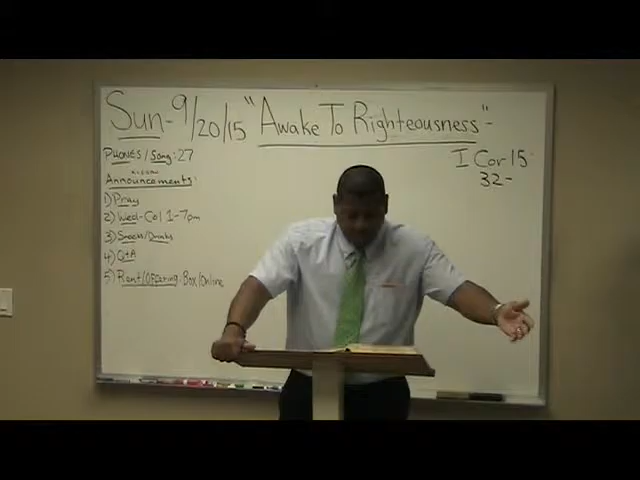 Sun-9/20/15 "Awake To Righteousness"-
I Cor 15:
32-
PHONES/Song: 27
Announcements:
1) Pray
2) Wed-Col 1-7pm
3) Snacks/Drinks
4) Q+A
5) Rent/Offering-Box/Online